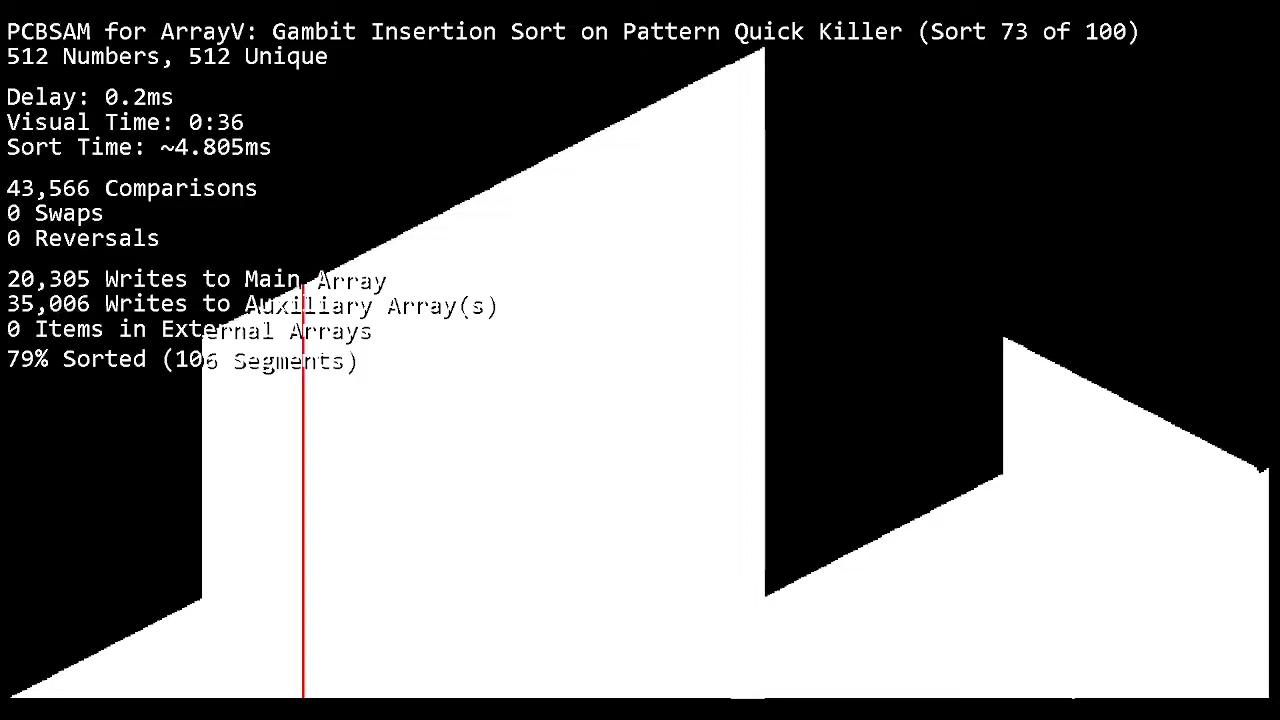 PCBSAM for ArrayV: Gambit Insertion Sort on Pattern Quick Killer (Sort 73 of 100)
512 Numbers, 512 Unique
Delay: 0.2ms
Visual Time: 0:36
Sort Time: ~4.805ms
43,566 Comparisons
0 Swaps
0 Reversals
20,305 Writes to Main Array
35,006 Writes to Auxiliary Array(s)
0 Items in External Arrays
79% Sorted (106 Segments)